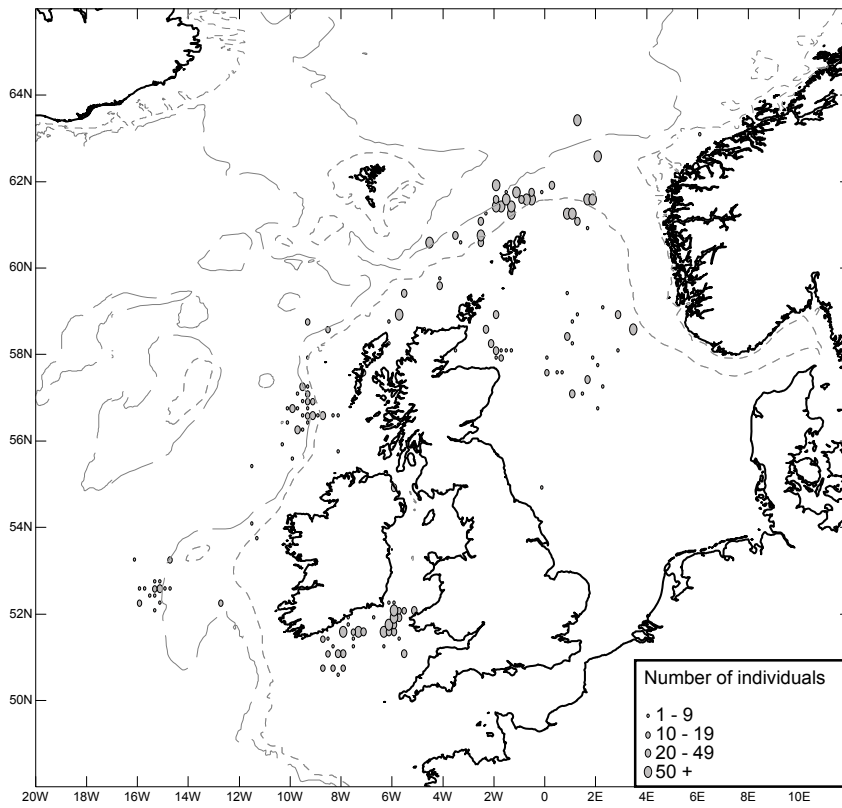 64N
62N
60N
58N
56N
54N
52N
50N
Number of individuals
1 - 9
10 - 19
20 - 49
50 +
20W 18W 16W 14W 12W 10W 8W 6W 4W 2W 0 2E 4E 6E 8E 10E